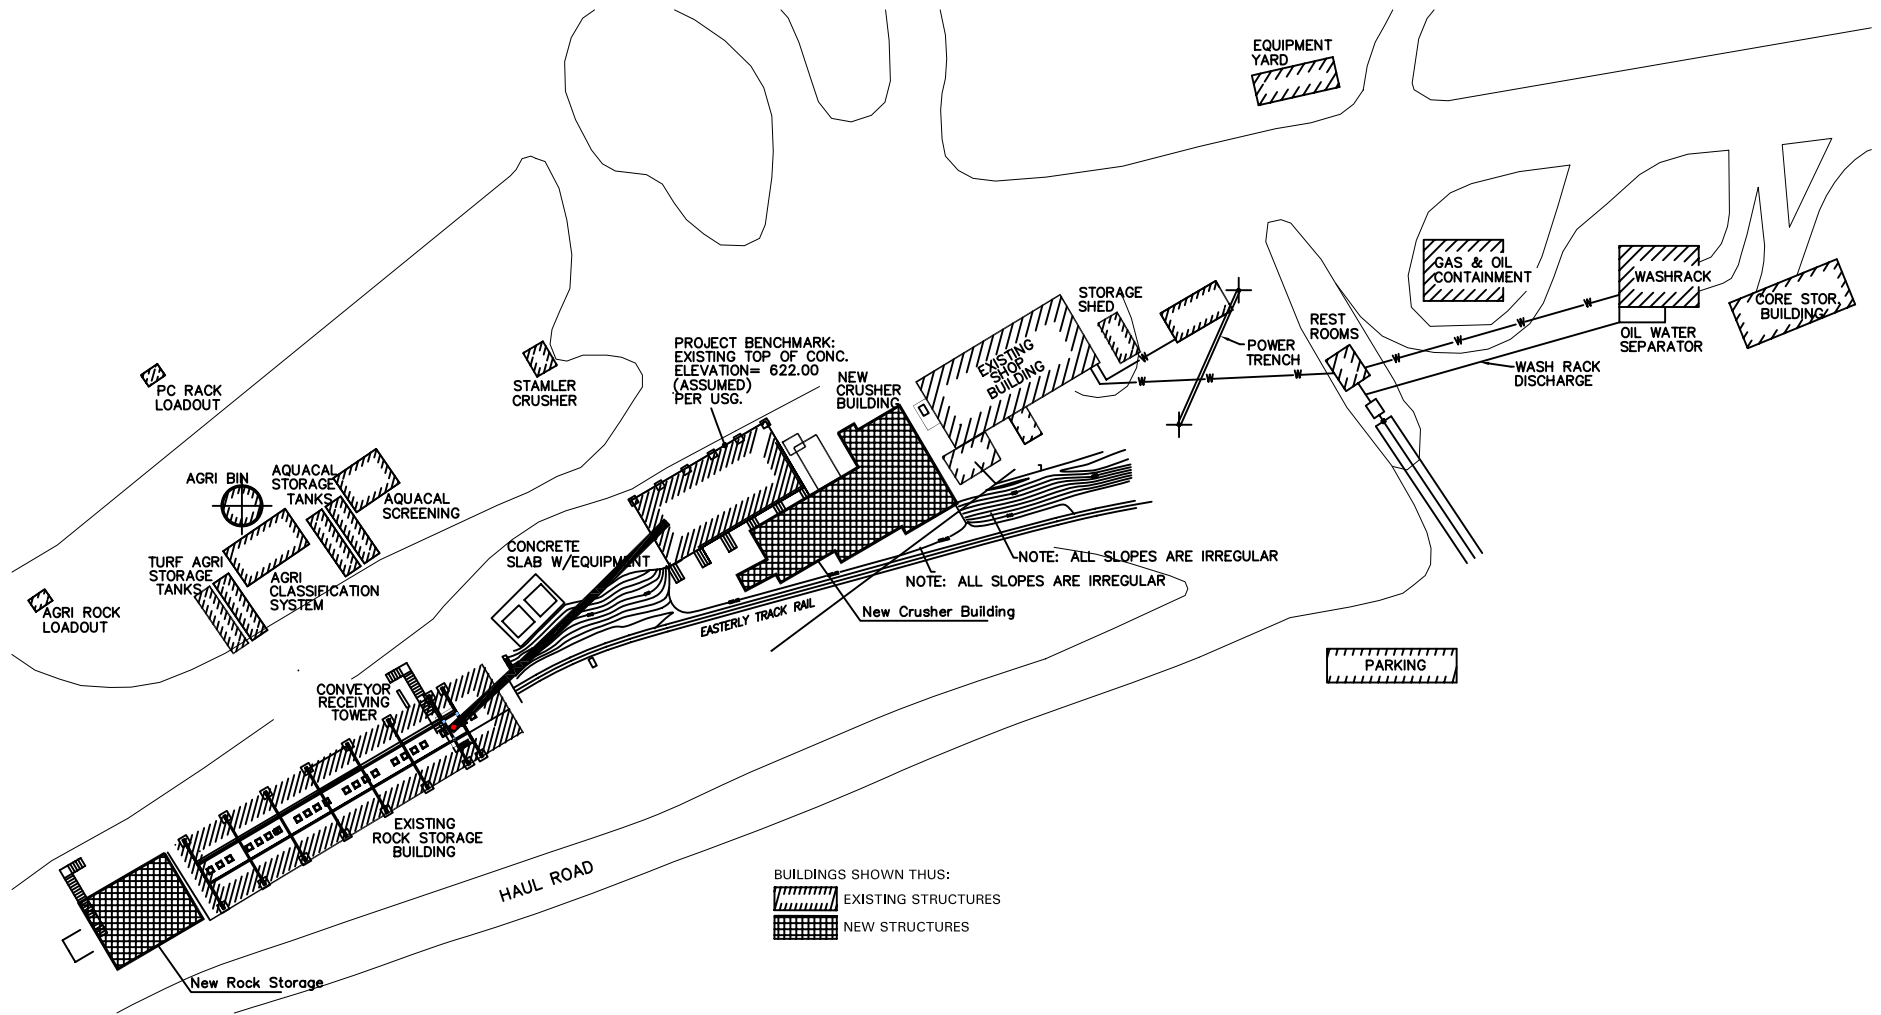 EQUIPMENT
YARD
GAS & OIL
CONTAINMENT
WASHRACK
CORE STOR.
BUILDING
OIL WATER
SEPARATOR
WASH RACK
DISCHARGE
REST
ROOMS
POWER
TRENCH
STORAGE
SHED
W
W
W
W
W
W
W
W
EXISTING
SHOP
BUILDING
PROJECT BENCHMARK:
EXISTING TOP OF CONC.
ELEVATION= 622.00
(ASSUMED)
PER USG.
NEW
CRUSHER
BUILDING
STAMLER
CRUSHER
PC RACK
LOADOUT
AGRI BIN
AQUACAL
STORAGE
TANKS
AQUACAL
SCREENING
TURF AGRI
STORAGE
TANKS
AGRI
CLASSIFICATION
SYSTEM
AGRI ROCK
LOADOUT
CONCRETE
SLAB W/EQUIPMENT
NOTE: ALL SLOPES ARE IRREGULAR
NOTE: ALL SLOPES ARE IRREGULAR
New Crusher Building
EASTERLY TRACK RAIL
PARKING
CONVEYOR
RECEIVING
TOWER
EXISTING
ROCK STORAGE
BUILDING
HAUL ROAD
New Rock Storage
BUILDINGS SHOWN THUS:
EXISTING STRUCTURES
NEW STRUCTURES